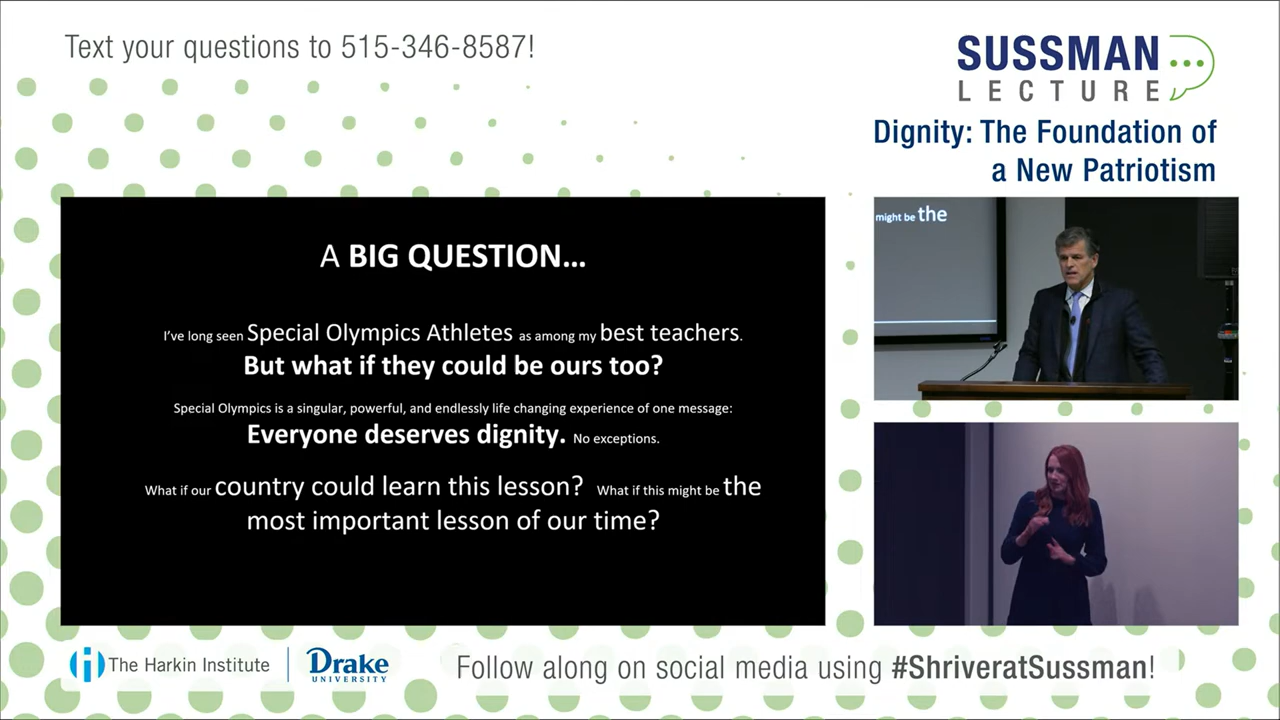 Text your questions to 515-346-8587!
SUSSMAN
LECTURE
Dignity: The Foundation of
a New Patriotism
A BIG QUESTION...
I've long seen Special Olympics Athletes as among my best teachers.
But what if they could be ours too?
Special Olympics is a singular, powerful, and endlessly life changing experience of one message:
Everyone deserves dignity. No exceptions.
What if our country could learn this lesson? What if this might be the
most important lesson of our time?
might be the
The Harkin Institute
Drake
UNIVERSITY
Follow along on social media using #ShriveratSussman!